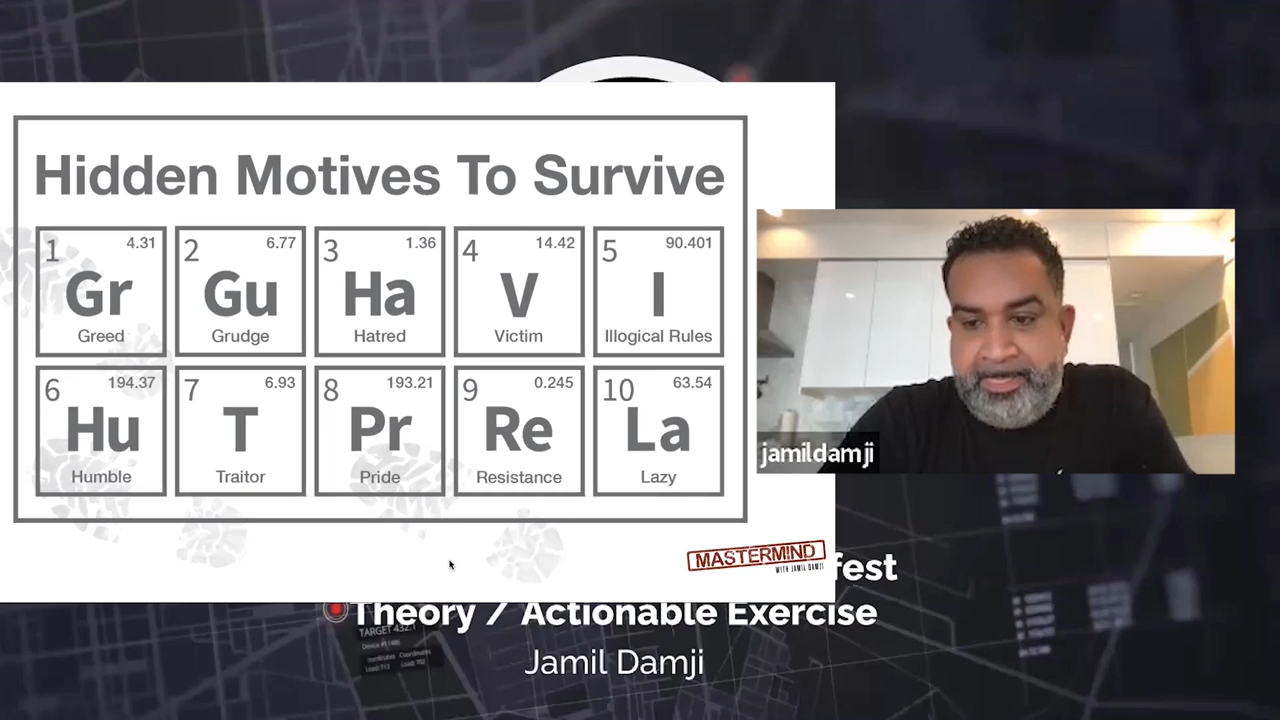 Hidden Motives To Survive
1 4.31
Gr
Greed
2 6.77
Gu
Grudge
3 1.36
Ha
Hatred
4 14.42
V
Victim
5 90.401
I
Illogical Rules
6 194.37
Hu
Humble
7 6.93
T
Traitor
8 193.21
Pr
Pride
9 0.245
Re
Resistance
10 63.54
La
Lazy
MASTERMIND
WITH JAMIL DAMJI
jamildamji
fest
Theory / Actionable Exercise
Jamil Damji